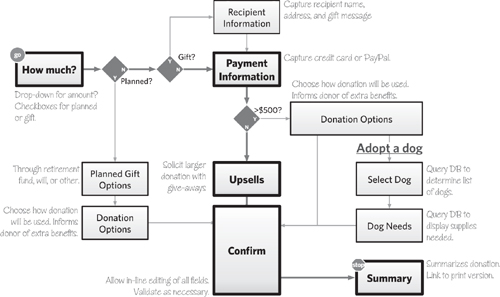 Recipient
Information
Capture recipient name,
address, and gift message
go
How much?
Planned?
Y
N
Gift?
Y
N
Payment
Information
Capture credit card or PayPal.
Drop-down for amount?
Checkboxes for planned
or gift
>$500?
Y
N
Choose how donation will be used.
Informs donor of extra benefits.
Donation Options
Adopt a dog
Through retirement
fund, will, or other.
Planned Gift
Options
Solicit larger
donation with
give-aways.
Upsells
Select Dog
Query DB to
determine list
of dogs.
Choose how donation
will be used. Informs
donor of extra benefits.
Donation
Options
Confirm
Dog Needs
Query DB to
display supplies
needed.
Allow in-line editing of all fields.
Validate as necessary.
stop
Summary
Summarizes donation.
Link to print version.